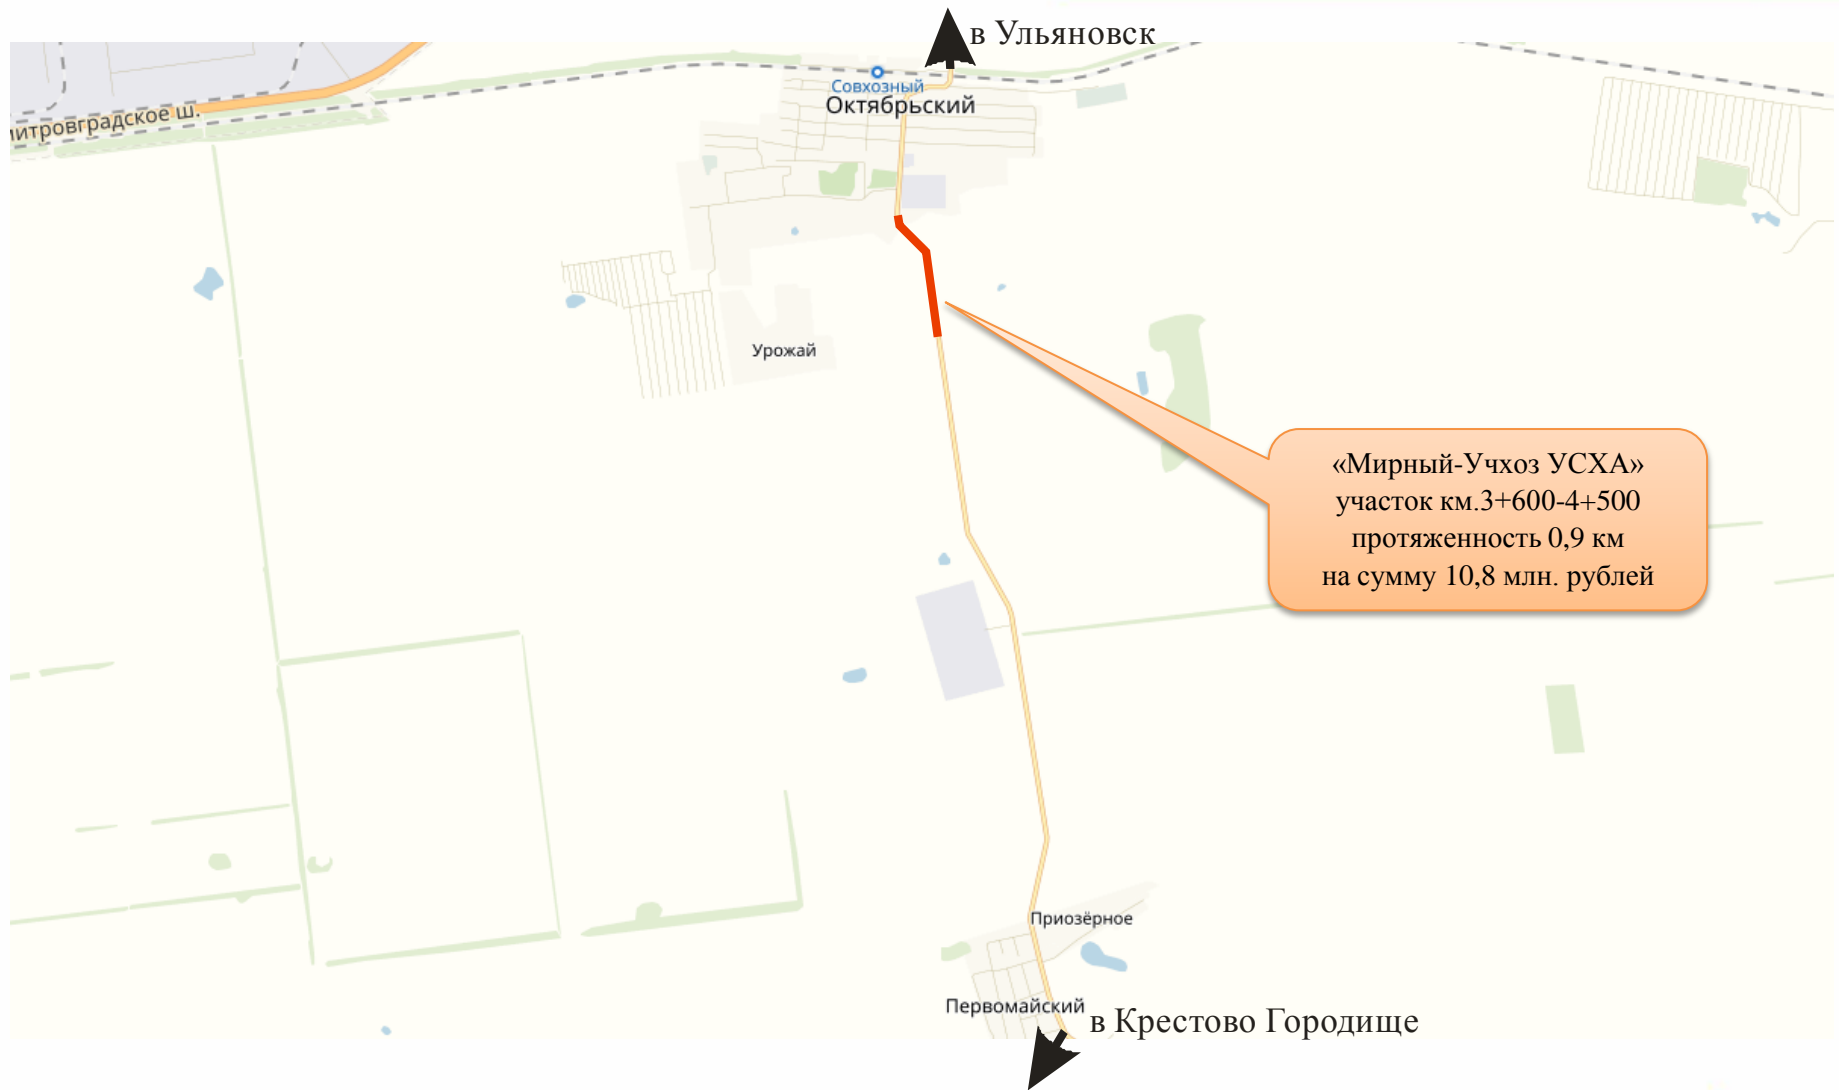 в Ульяновск
Совхозный
Октябрьский
митровградское ш.
Урожай
«Мирный-Учхоз УСХА»
участок км.3+600-4+500
протяженность 0,9 км
на сумму 10,8 млн. рублей
Приозёрное
Первомайский
в Крестово Городище